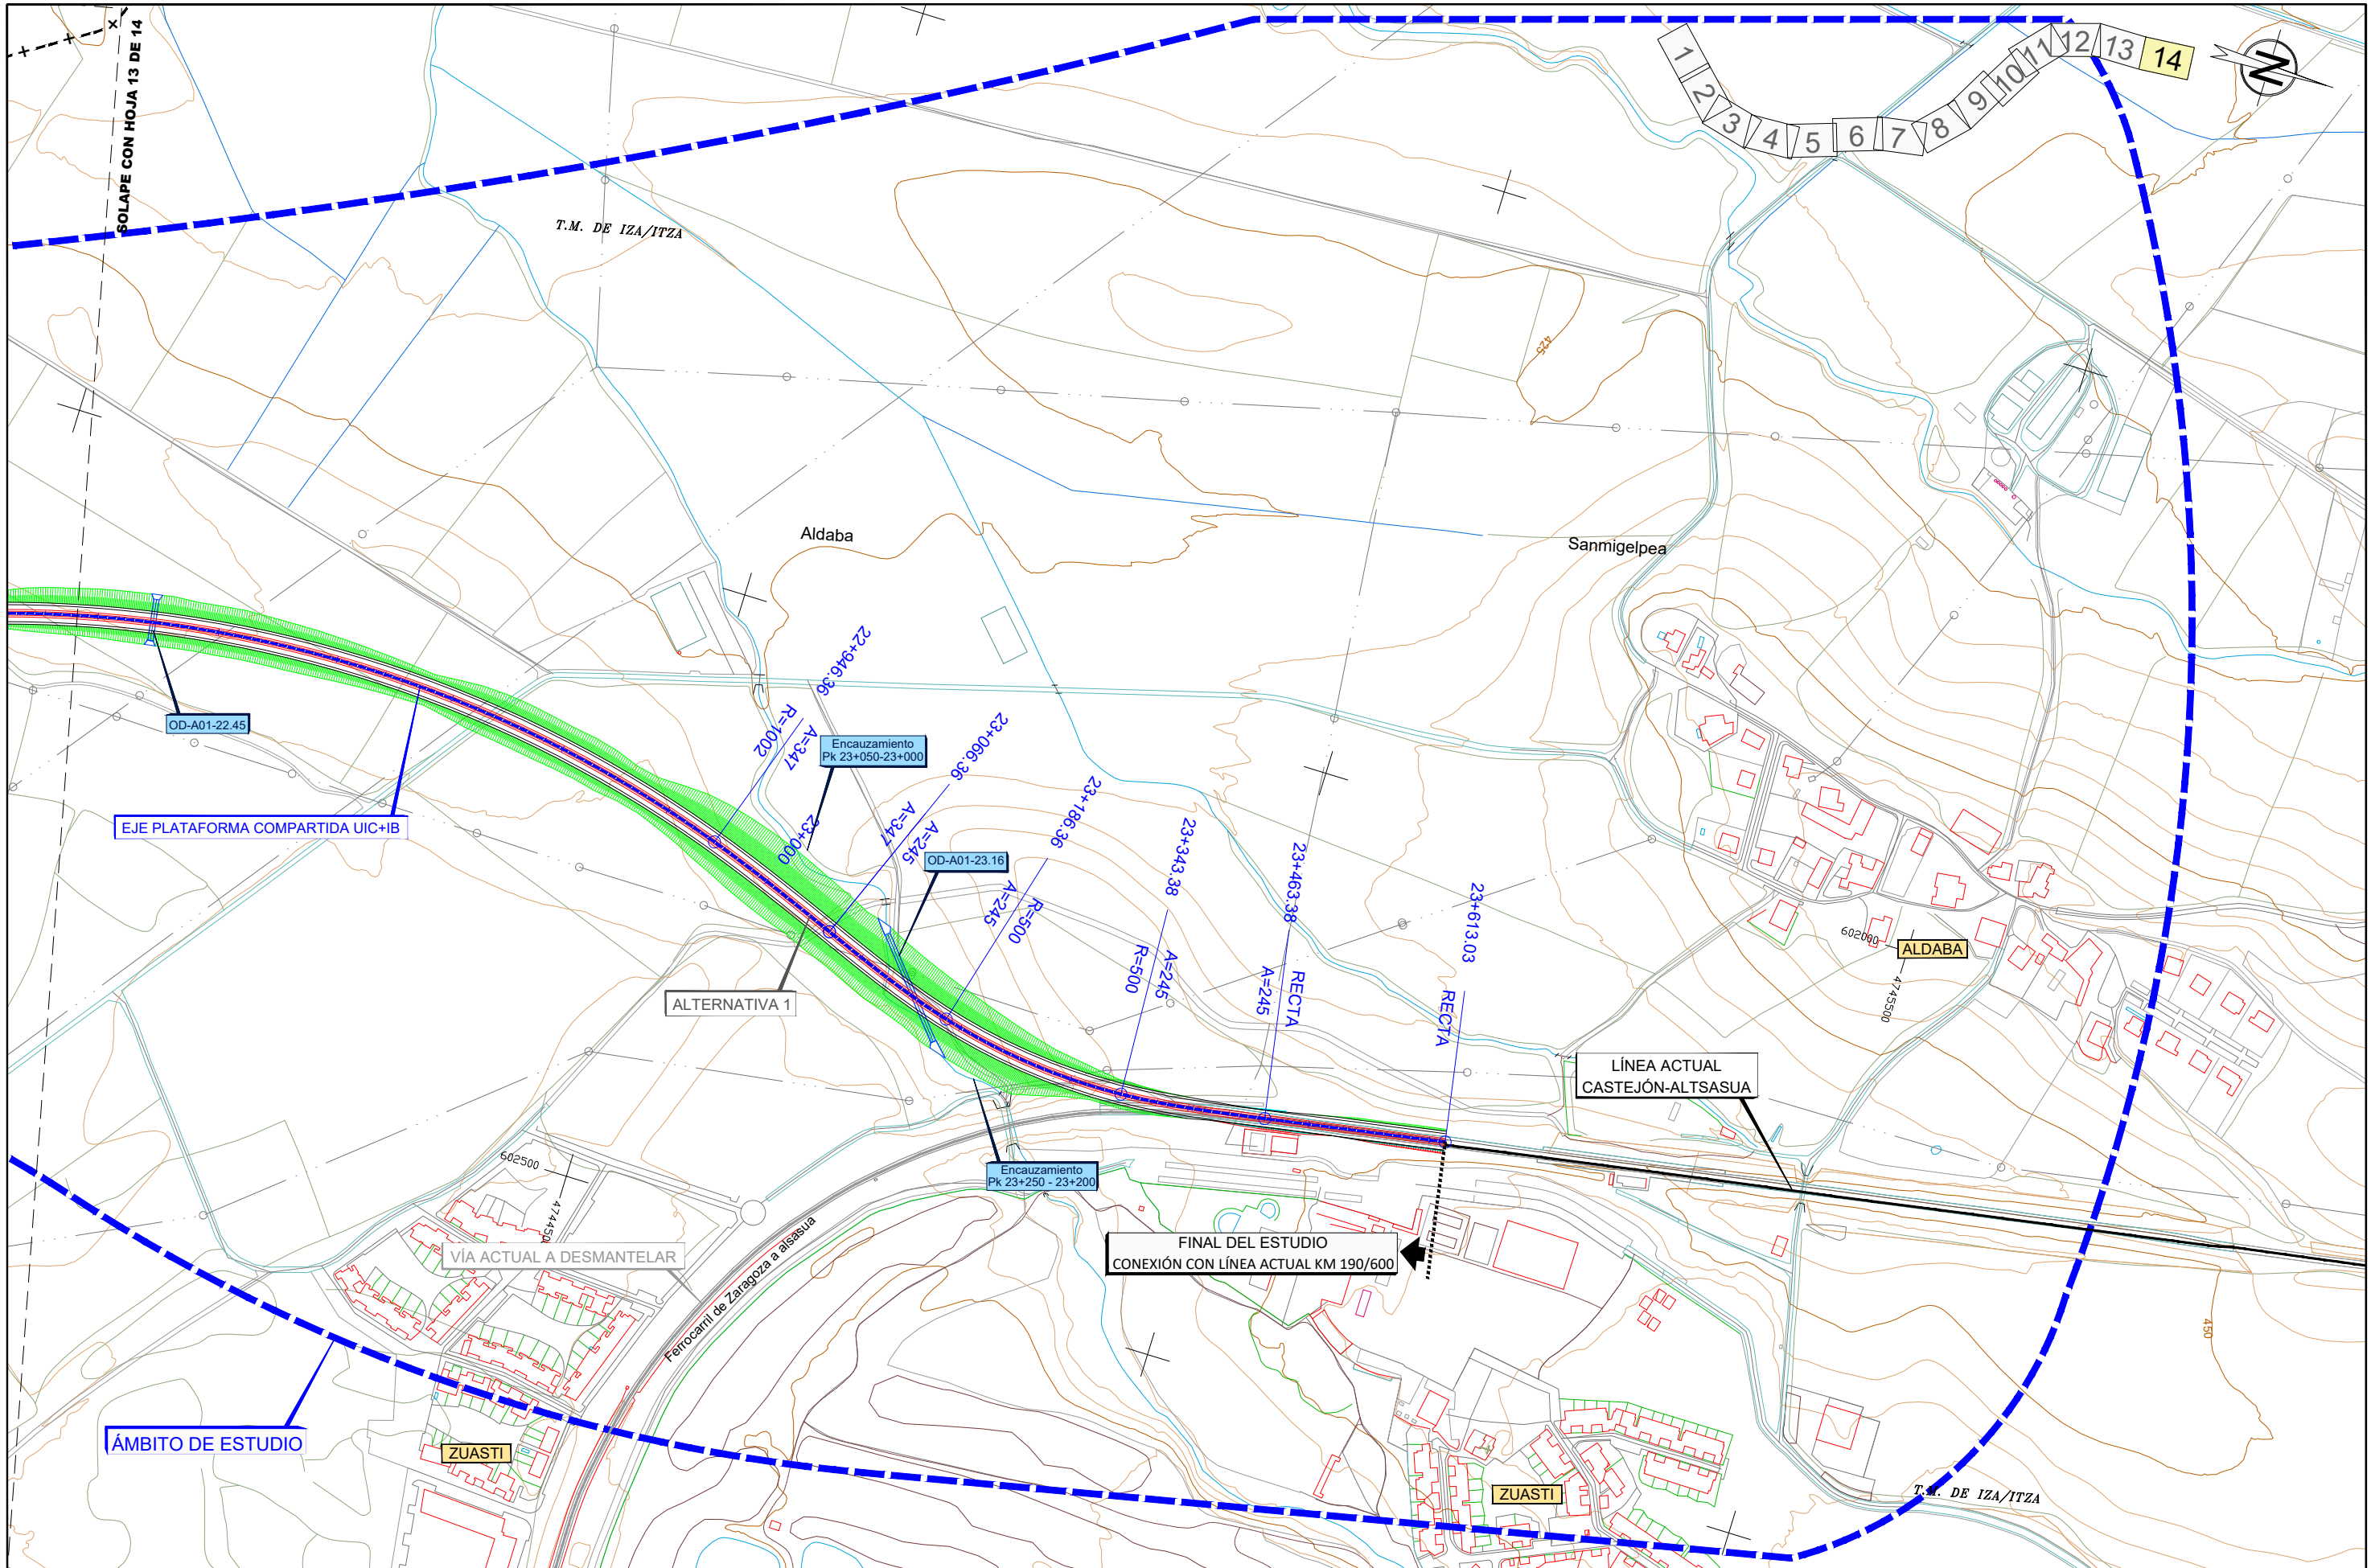 SOLAPE CON HOJA 13 DE 14
1
2
3
4
5
6
7
8
9
10
11
12
13
14
N
T.M. DE IZA/ITZA
425
Aldaba
Sanmigelpea
22+946.36
R=1002
A=347
Encauzamiento
Pk 23+050-23+000
23+066.36
A=347
A=245
23+000
OD-A01-22.45
EJE PLATAFORMA COMPARTIDA UIC+IB
OD-A01-23.16
23+186.36
A=245
R=500
23+343.38
R=500
A=245
23+463.38
A=245
RECTA
23+613.03
RECTA
602000
ALDABA
4745500
ALTERNATIVA 1
LÍNEA ACTUAL
CASTEJÓN-ALTSASUA
Encauzamiento
Pk 23+250 - 23+200
602500
474450
VÍA ACTUAL A DESMANTELAR
Ferrocarril de Zaragoza a alsasua
FINAL DEL ESTUDIO
CONEXIÓN CON LÍNEA ACTUAL KM 190/600
450
ÁMBITO DE ESTUDIO
ZUASTI
ZUASTI
T.M. DE IZA/ITZA